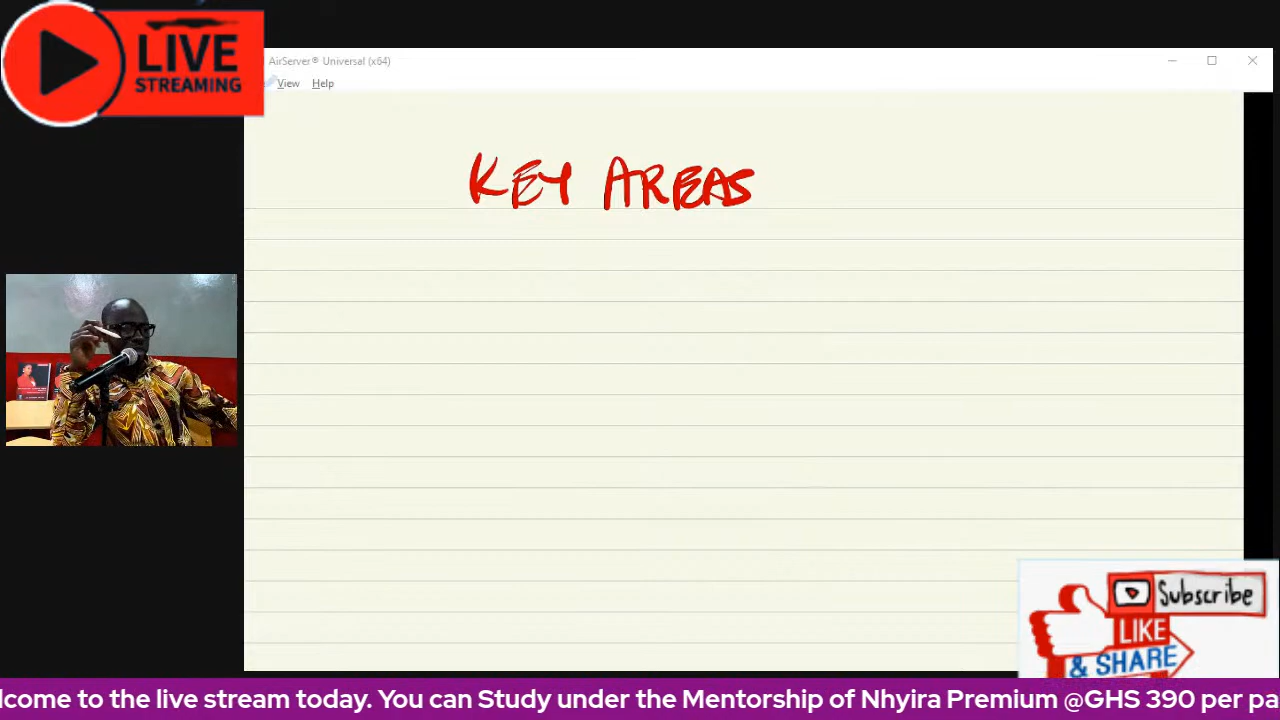 LIVE
STREAMING
AirServer® Universal (x64)
View Help
KEY AREAS
Subscribe
LIKE
& SHARE
lcome to the live stream today. You can Study under the Mentorship of Nhyira Premium @GHS 390 per pa